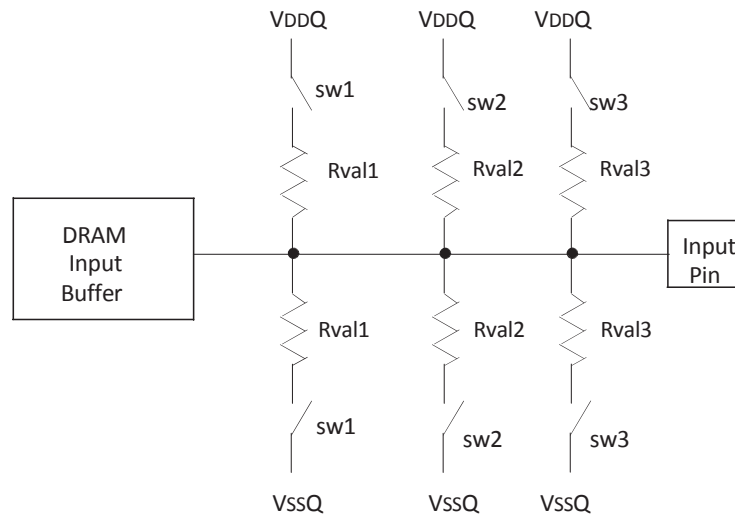 VDDQ VDDQ VDDQ
sw1 sw2 sw3
Rval1 Rval2 Rval3
DRAM
Input
Buffer
Input
Pin
Rval1 Rval2 Rval3
sw1 sw2 sw3
VSSQ VSSQ VSSQ